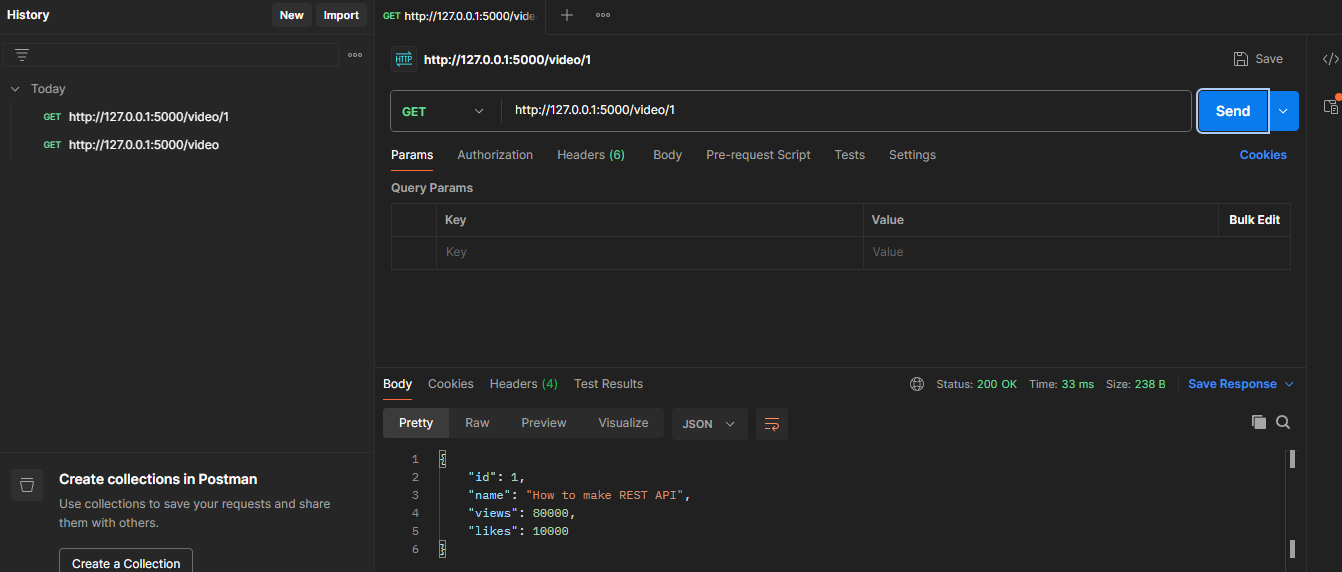 History
New
Import
Today
GET http://127.0.0.1:5000/video/1
GET http://127.0.0.1:5000/video
Create collections in Postman
Use collections to save your requests and share
them with others.
Create a Collection
GET http://127.0.0.1:5000/vide
HTTP http://127.0.0.1:5000/video/1
Save
GET http://127.0.0.1:5000/video/1
Send
Params Authorization Headers (6) Body Pre-request Script Tests Settings Cookies
Query Params
Key Value Bulk Edit
Key Value
Body Cookies Headers (4) Test Results Status: 200 OK Time: 33 ms Size: 238 B Save Response
Pretty Raw Preview Visualize JSON
1 {
2 "id": 1,
3 "name": "How to make REST API",
4 "views": 80000,
5 "likes": 10000
6 }